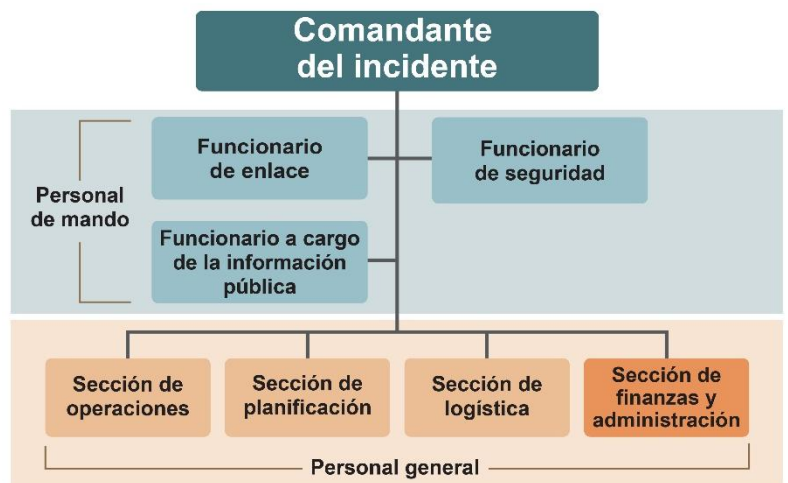 Comandante
del incidente
Funcionario
de enlace
Funcionario
de seguridad
Personal
de mando
Funcionario a cargo
de la información
pública
Sección de
operaciones
Sección de
planificación
Sección de
logística
Sección de
finanzas y
administración
Personal general